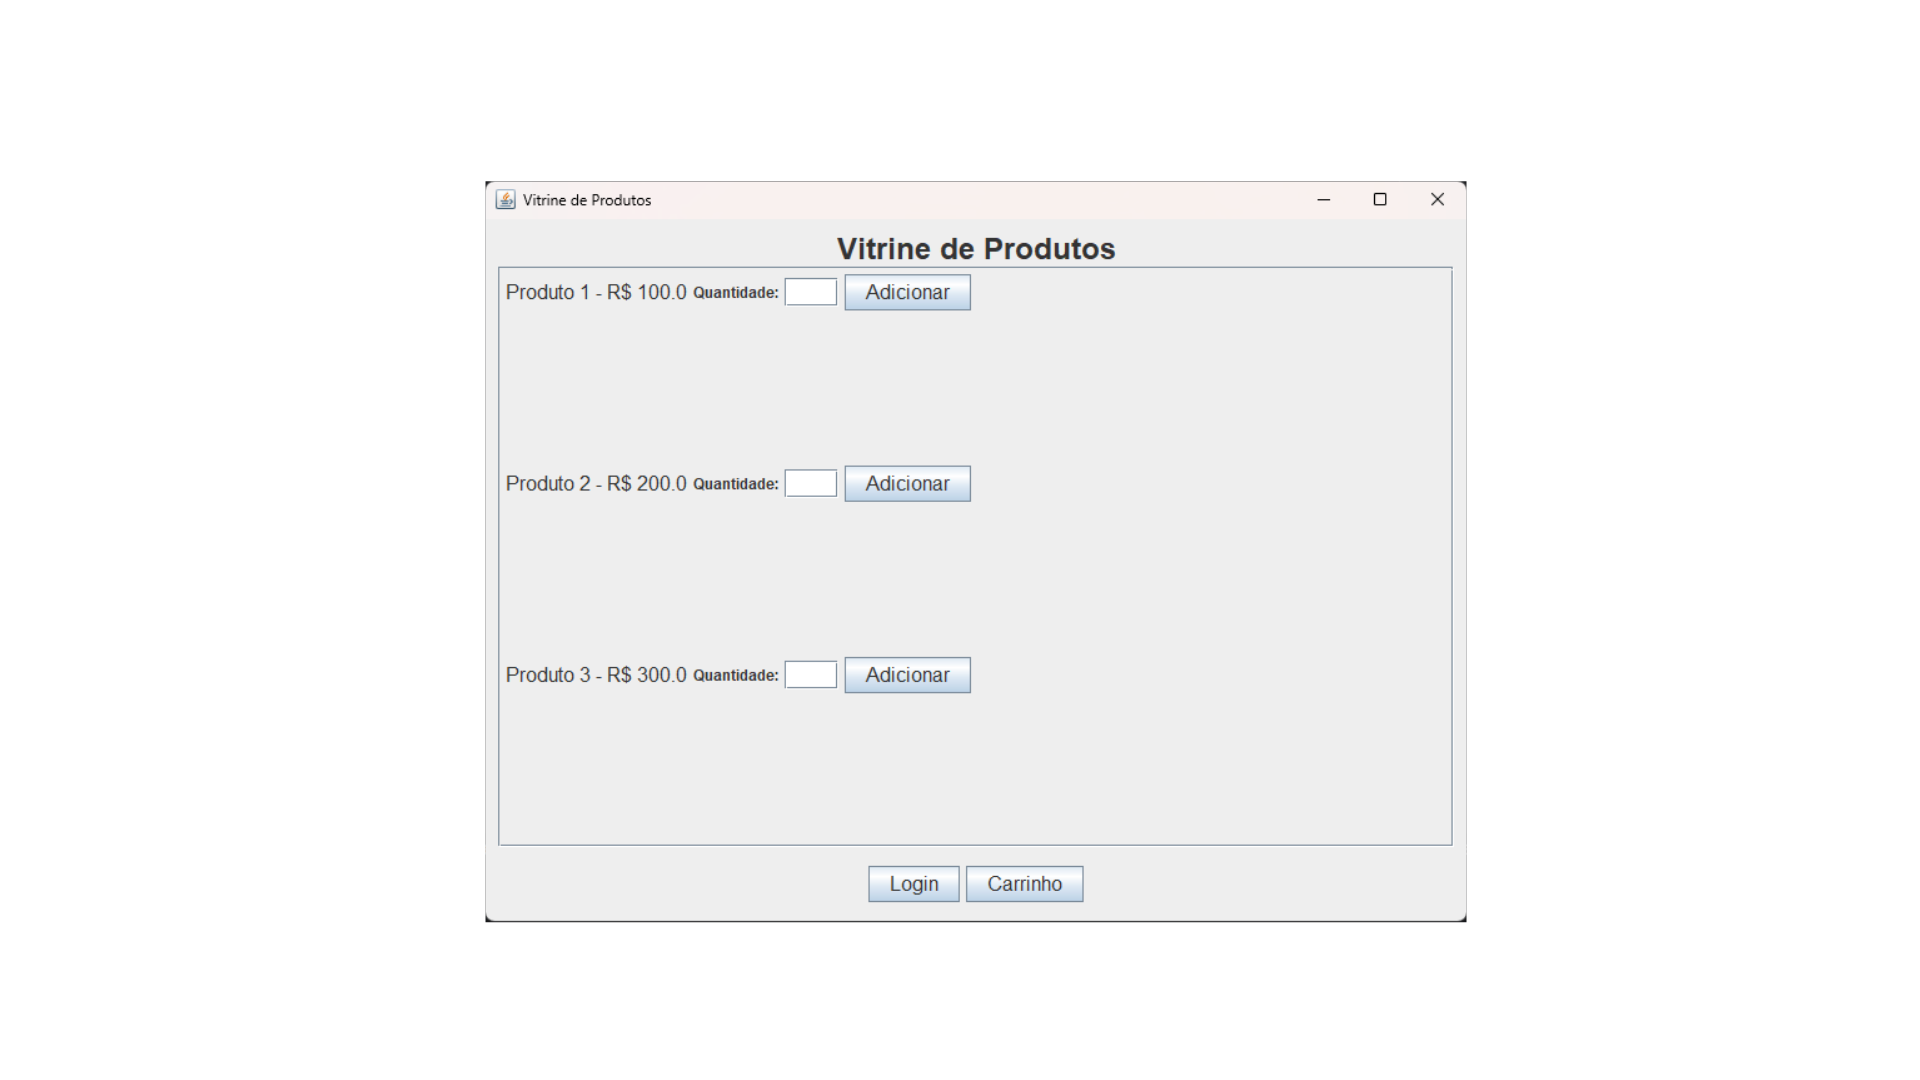 Vitrine de Produtos
Vitrine de Produtos
Produto 1 - R$ 100.0 Quantidade: Adicionar
Produto 2 - R$ 200.0 Quantidade: Adicionar
Produto 3 - R$ 300.0 Quantidade: Adicionar
Login Carrinho